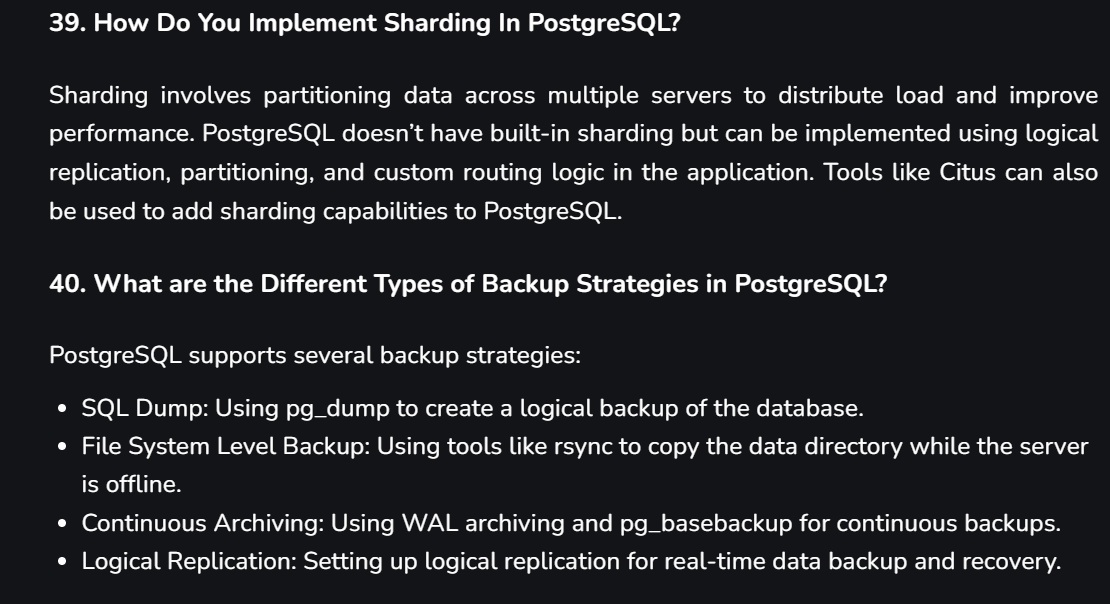 39. How Do You Implement Sharding In PostgreSQL?
Sharding involves partitioning data across multiple servers to distribute load and improve
performance. PostgreSQL doesn’t have built-in sharding but can be implemented using logical
replication, partitioning, and custom routing logic in the application. Tools like Citus can also
be used to add sharding capabilities to PostgreSQL.
40. What are the Different Types of Backup Strategies in PostgreSQL?
PostgreSQL supports several backup strategies:
• SQL Dump: Using pg_dump to create a logical backup of the database.
• File System Level Backup: Using tools like rsync to copy the data directory while the server
is offline.
• Continuous Archiving: Using WAL archiving and pg_basebackup for continuous backups.
• Logical Replication: Setting up logical replication for real-time data backup and recovery.